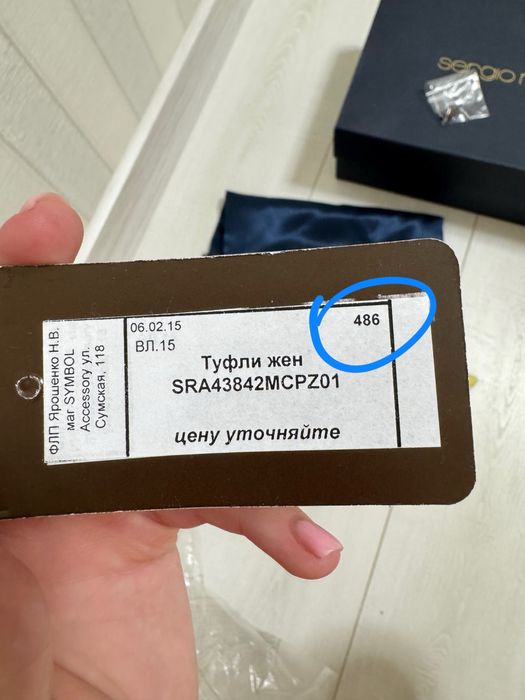 sergio
ФЛП Ярошенко Н.В.
маг SYMBOL
Accessory ул.
Сумская, 118
06.02.15
486
ВЛ.15
Туфли жен
SRA43842MCPZ01
цену уточняйте